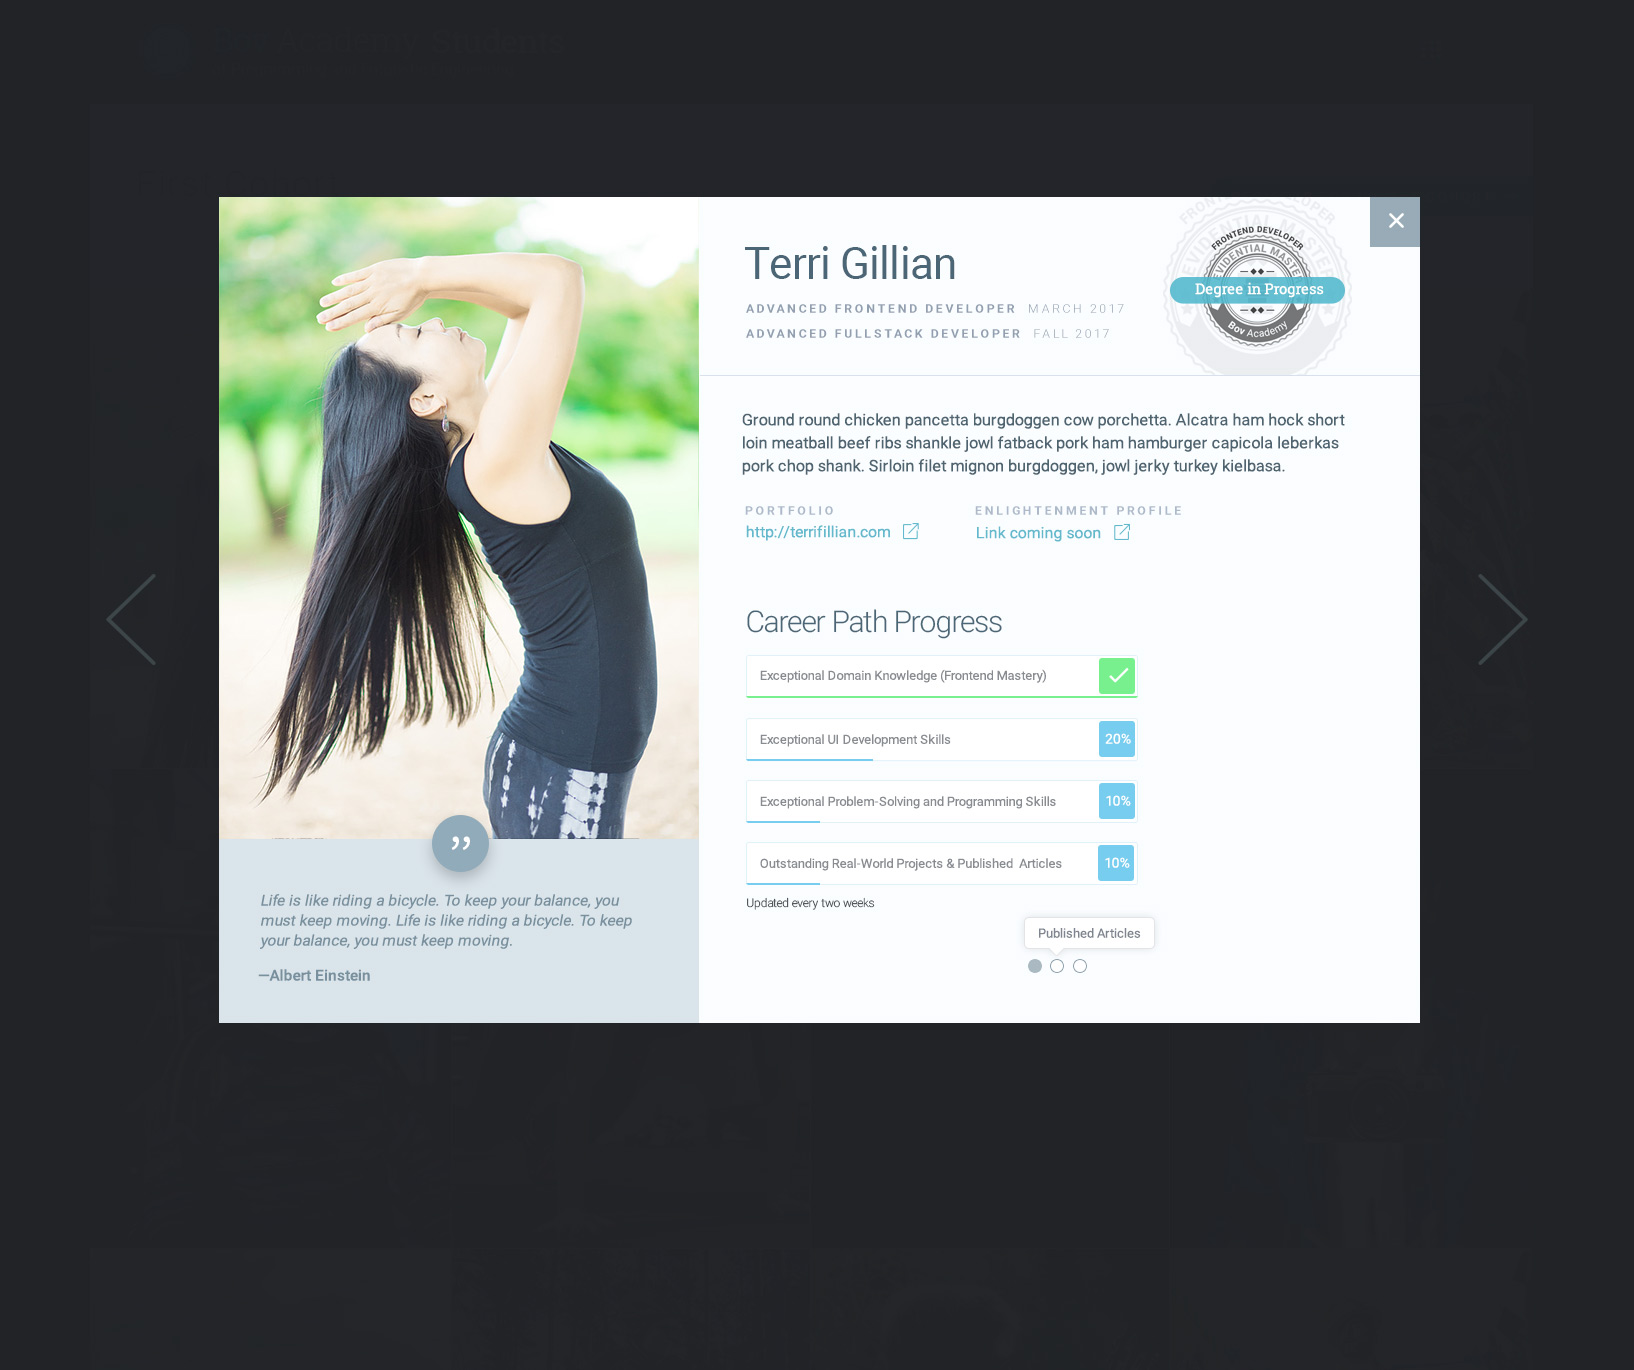 Students
Terri Gillian
ADVANCED FRONTEND DEVELOPER MARCH 2017
ADVANCED FULLSTACK DEVELOPER FALL 2017
FRONTEND DEVELOPER
EVIDENTIAL MASTER
Degree in Progress
Bov Academy
Ground round chicken pancetta burgdoggen cow porchetta. Alcatra ham hock short
loin meatball beef ribs shankle jowl fatback pork ham hamburger capicola leberkas
pork chop shank. Sirloin filet mignon burgdoggen, jowl jerky turkey kielbasa.
PORTFOLIO
http://terrifillian.com
ENLIGHTENMENT PROFILE
Link coming soon
Career Path Progress
Exceptional Domain Knowledge (Frontend Mastery)
Exceptional UI Development Skills 20%
Exceptional Problem-Solving and Programming Skills 10%
Outstanding Real-World Projects & Published Articles 10%
Updated every two weeks
Published Articles
Life is like riding a bicycle. To keep your balance, you
must keep moving. Life is like riding a bicycle. To keep
your balance, you must keep moving.
—Albert Einstein